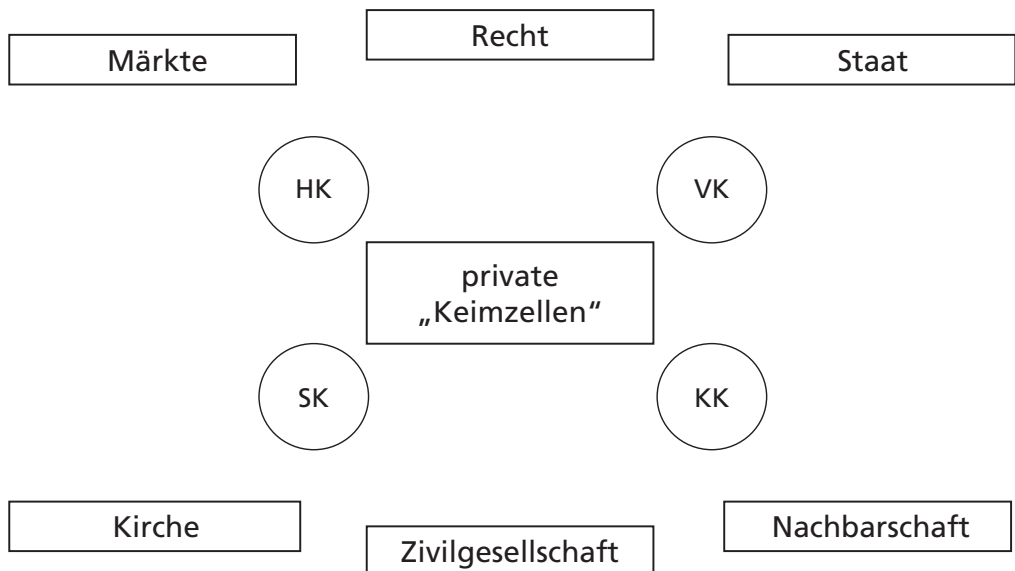 Märkte
Recht
Staat
HK
VK
private
„Keimzellen“
SK
KK
Kirche
Zivilgesellschaft
Nachbarschaft